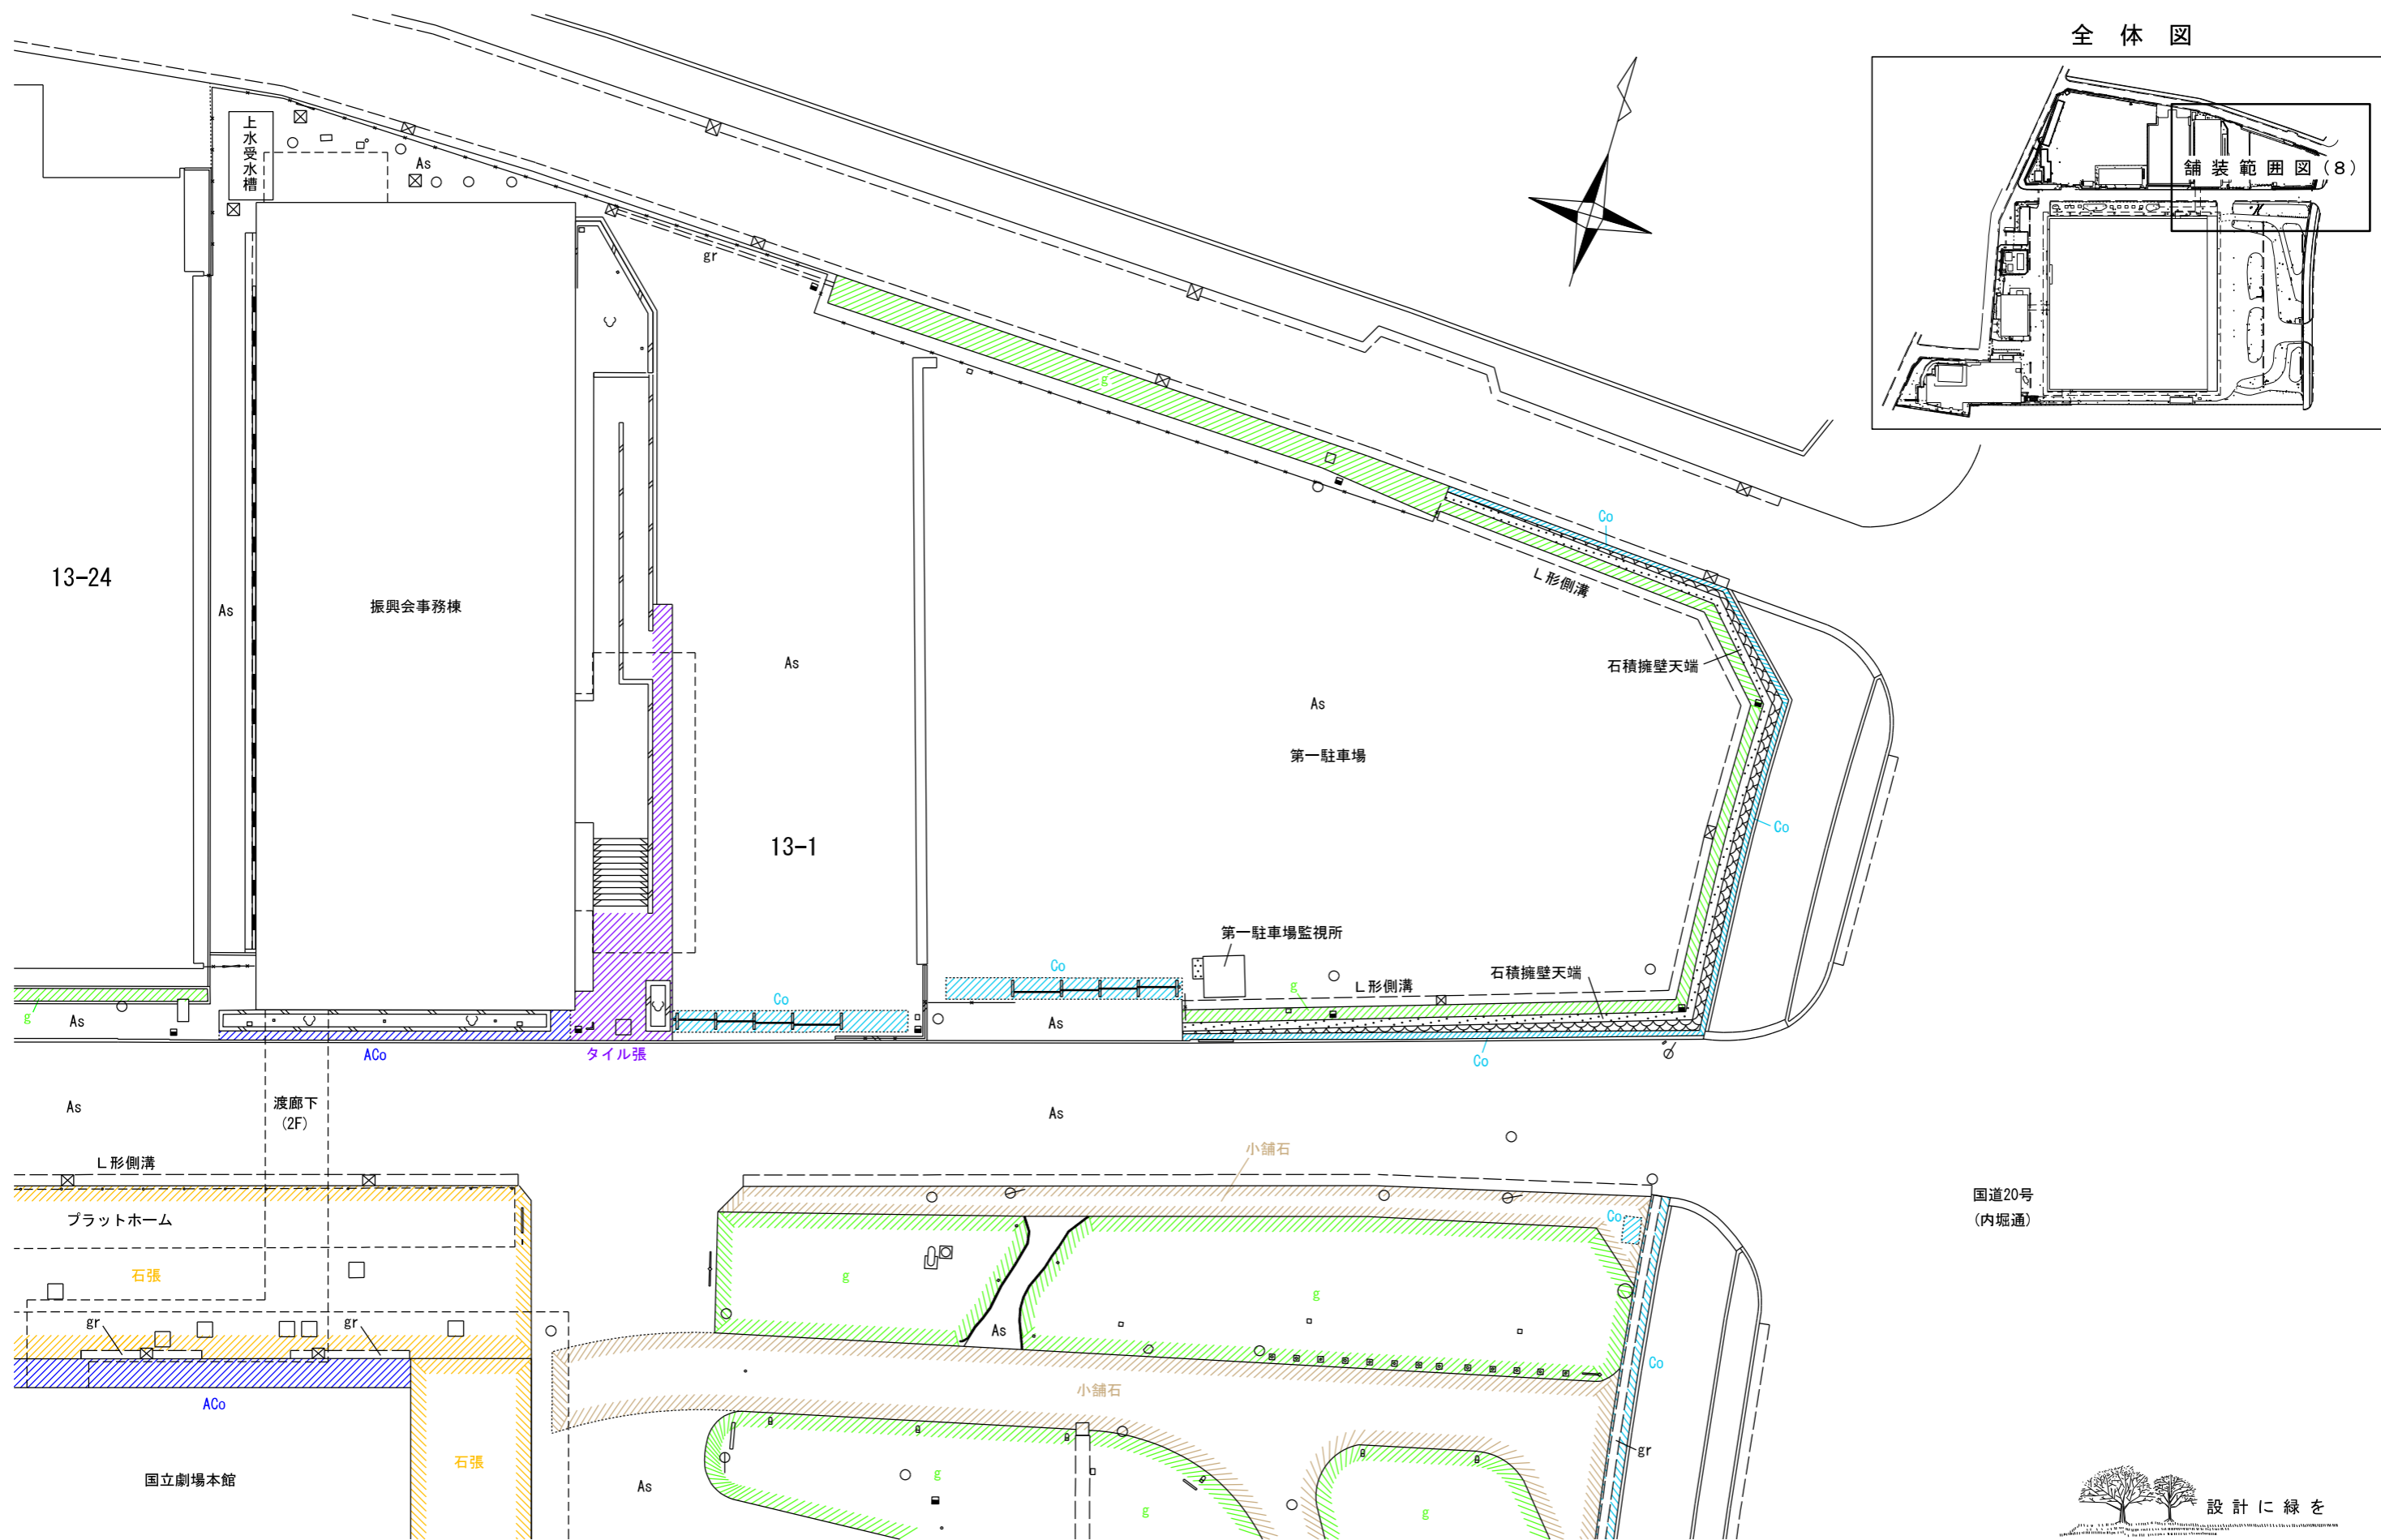 全体図
舗装範囲図(8)
上水受水槽
As
gr
g
Co
L形側溝
13-24
As
振興会事務棟
As
石積擁壁天端
As
第一駐車場
Co
13-1
第一駐車場監視所
Co
石積擁壁天端
L形側溝
g
Co
g
As
As
ACo
タイル張
Co
As
渡廊下
(2F)
As
小舗石
L形側溝
プラットホーム
国道20号
(内堀通)
Co
石張
g
g
gr
gr
As
Co
小舗石
ACo
gr
石張
国立劇場本館
As
g
g
g
設計に緑を